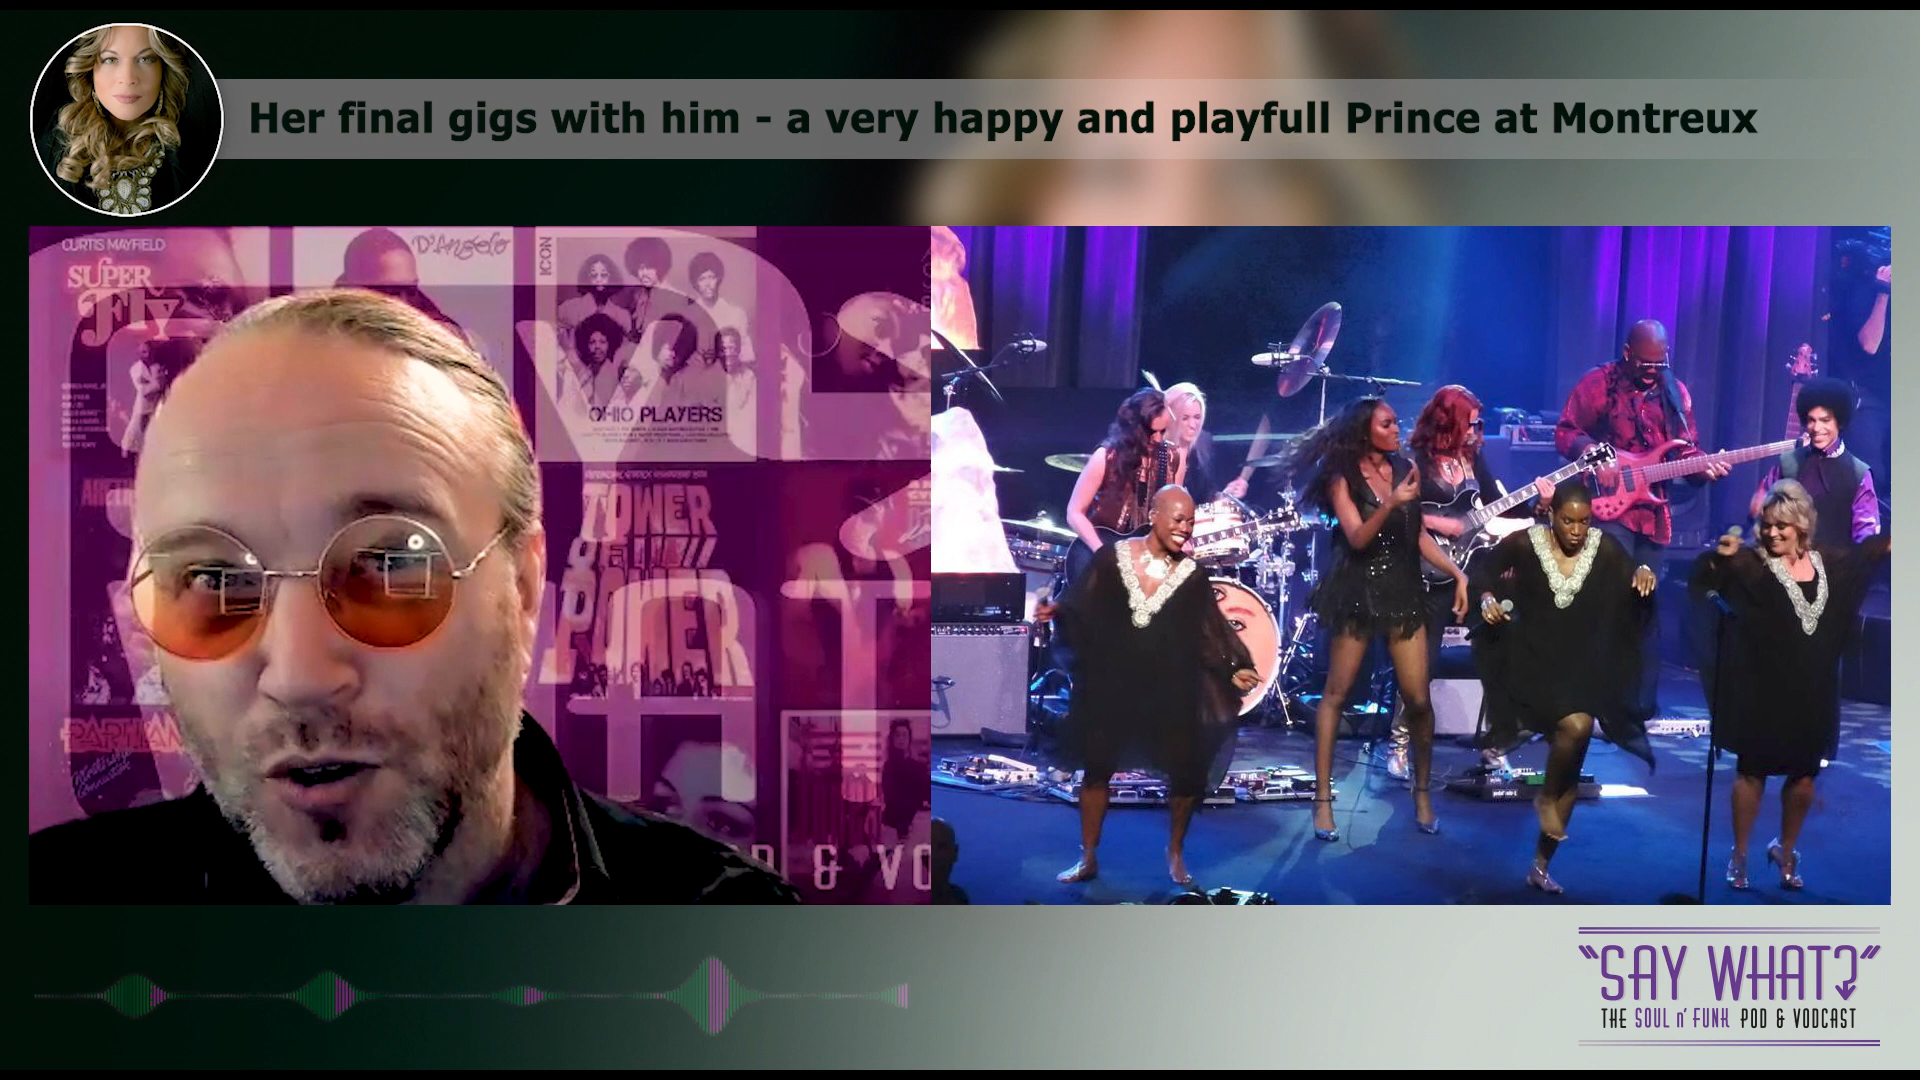 Her final gigs with him - a very happy and playfull Prince at Montreux
CURTIS MAYFIELD
SUPER
Fly
D'Angelo
ICON
OHIO PLAYERS
TOWER
OF
POWER
& VO
"SAY WHAT?"
THE SOUL n' FUNK POD & VODCAST